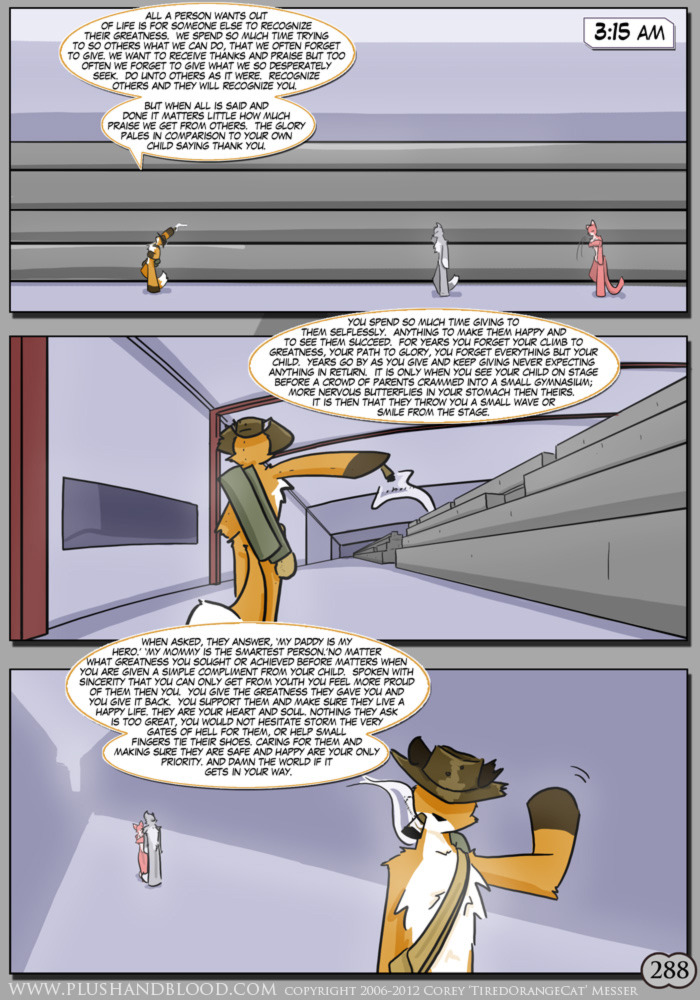 ALL A PERSON WANTS OUT
OF LIFE IS FOR SOMEONE ELSE TO RECOGNIZE
THEIR GREATNESS. WE SPEND SO MUCH TIME TRYING
TO SO OTHERS WHAT WE CAN DO, THAT WE OFTEN FORGET
TO GIVE. WE WANT TO RECEIVE THANKS AND PRAISE BUT TOO
OFTEN WE FORGET TO GIVE WHAT WE SO DESPERATELY
SEEK. DO UNTO OTHERS AS IT WERE. RECOGNIZE
OTHERS AND THEY WILL RECOGNIZE YOU.
BUT WHEN ALL IS SAID AND
DONE IT MATTERS LITTLE HOW MUCH
PRAISE WE GET FROM OTHERS. THE GLORY
PALES IN COMPARISON TO YOUR OWN
CHILD SAYING THANK YOU.
3:15 AM
YOU SPEND SO MUCH TIME GIVING TO
THEM SELFLESSLY. ANYTHING TO MAKE THEM HAPPY AND
TO SEE THEM SUCCEED. FOR YEARS YOU FORGET YOUR CLIMB TO
GREATNESS, YOUR PATH TO GLORY, YOU FORGET EVERYTHING BUT YOUR
CHILD. YEARS GO BY AS YOU GIVE AND KEEP GIVING NEVER EXPECTING
ANYTHING IN RETURN. IT IS ONLY WHEN YOU SEE YOUR CHILD ON STAGE
BEFORE A CROWD OF PARENTS CRAMMED INTO A SMALL GYMNASIUM;
MORE NERVOUS BUTTERFLIES IN YOUR STOMACH THEN THEIRS.
IT IS THEN THAT THEY THROW YOU A SMALL WAVE OR
SMILE FROM THE STAGE.
WHEN ASKED, THEY ANSWER, 'MY DADDY IS MY
HERO.' 'MY MOMMY IS THE SMARTEST PERSON.'NO MATTER
WHAT GREATNESS YOU SOUGHT OR ACHIEVED BEFORE MATTERS WHEN
YOU ARE GIVEN A SIMPLE COMPLIMENT FROM YOUR CHILD. SPOKEN WITH
SINCERITY THAT YOU CAN ONLY GET FROM YOUTH YOU FEEL MORE PROUD
OF THEM THEN YOU. YOU GIVE THE GREATNESS THEY GAVE YOU AND
YOU GIVE IT BACK. YOU SUPPORT THEM AND MAKE SURE THEY LIVE A
HAPPY LIFE. THEY ARE YOUR HEART AND SOUL. NOTHING THEY ASK
IS TOO GREAT, YOU WOULD NOT HESITATE STORM THE VERY
GATES OF HELL FOR THEM, OR HELP SMALL
FINGERS TIE THEIR SHOES. CARING FOR THEM AND
MAKING SURE THEY ARE SAFE AND HAPPY ARE YOUR ONLY
PRIORITY. AND DAMN THE WORLD IF IT
GETS IN YOUR WAY.
288
WWW.PLUSHANDBLOOD.COM COPYRIGHT 2006-2012 COREY 'TIREDORANGECAT' MESSER